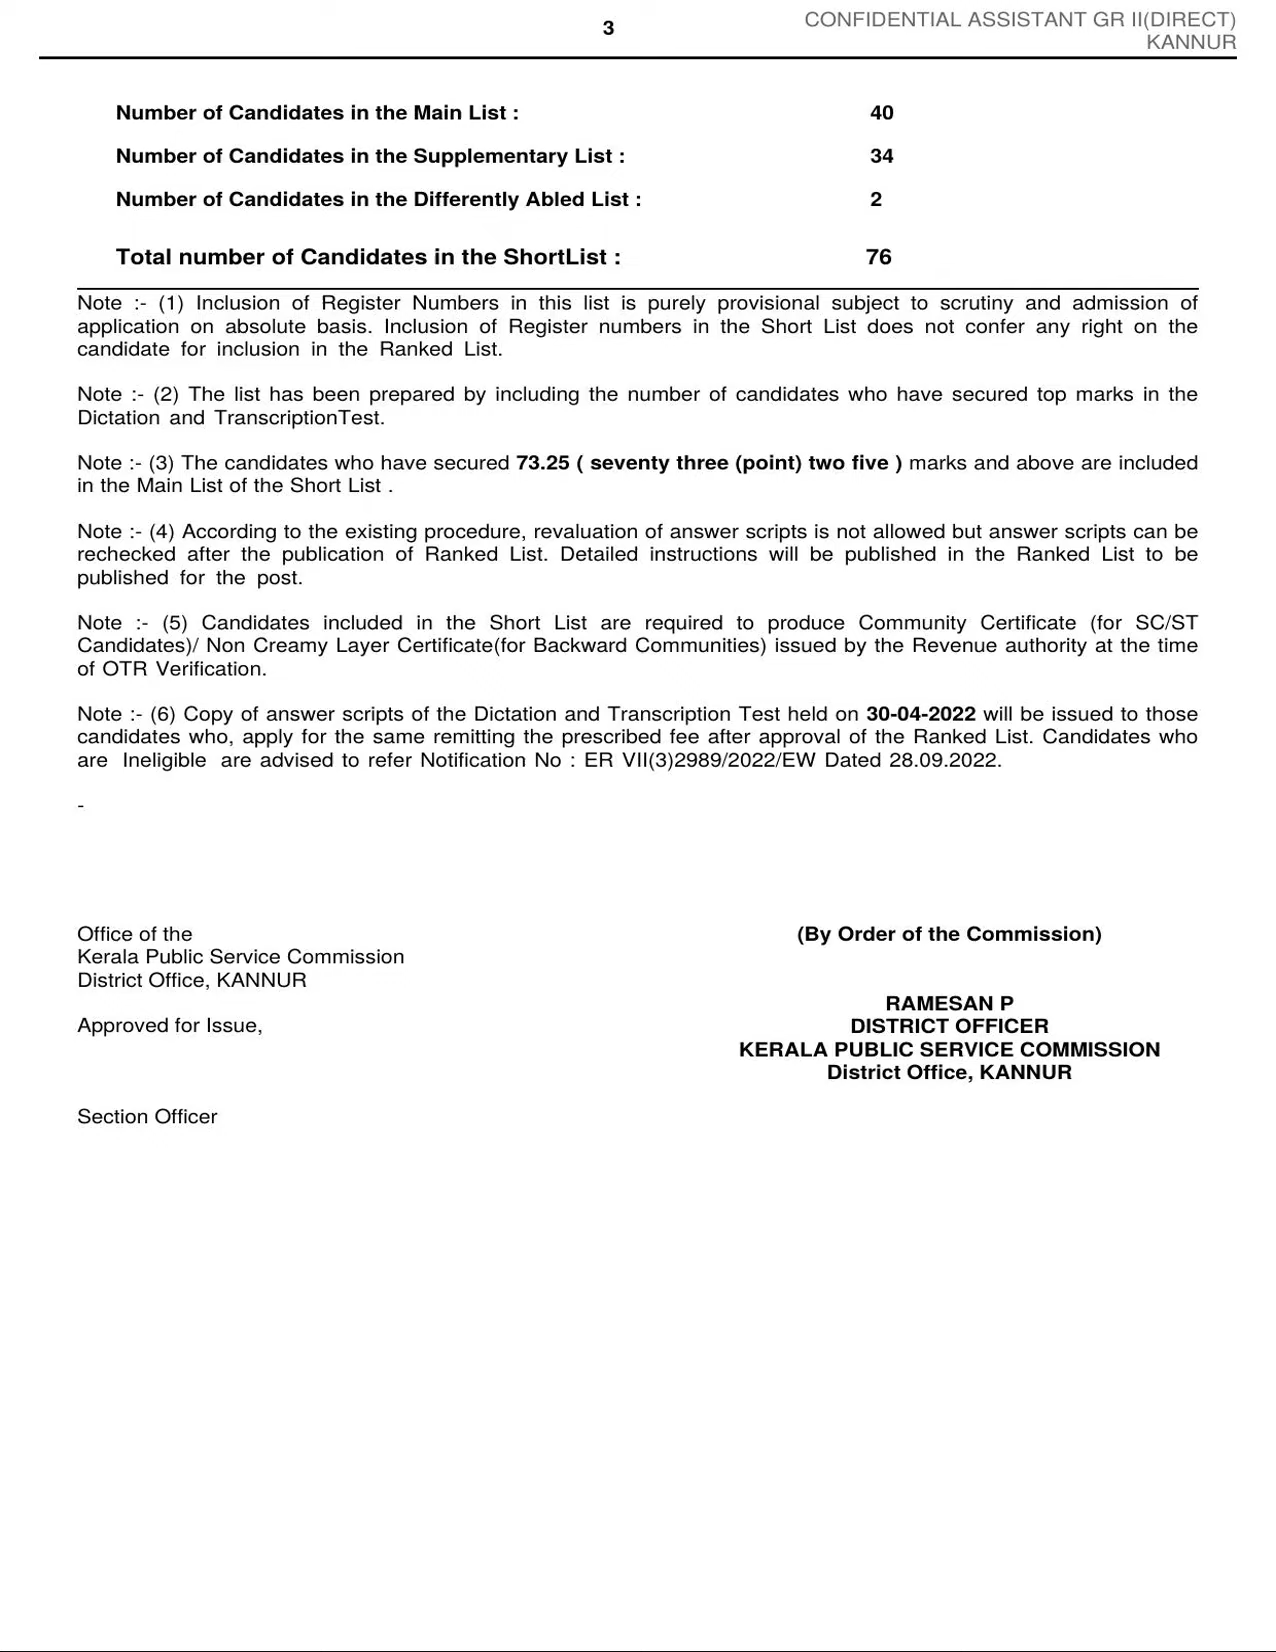 3
CONFIDENTIAL ASSISTANT GR II(DIRECT)
KANNUR
Number of Candidates in the Main List : 40
Number of Candidates in the Supplementary List : 34
Number of Candidates in the Differently Abled List : 2
Total number of Candidates in the ShortList : 76
Note :- (1) Inclusion of Register Numbers in this list is purely provisional subject to scrutiny and admission of
application on absolute basis. Inclusion of Register numbers in the Short List does not confer any right on the
candidate for inclusion in the Ranked List.
Note :- (2) The list has been prepared by including the number of candidates who have secured top marks in the
Dictation and TranscriptionTest.
Note :- (3) The candidates who have secured 73.25 ( seventy three (point) two five ) marks and above are included
in the Main List of the Short List .
Note :- (4) According to the existing procedure, revaluation of answer scripts is not allowed but answer scripts can be
rechecked after the publication of Ranked List. Detailed instructions will be published in the Ranked List to be
published for the post.
Note :- (5) Candidates included in the Short List are required to produce Community Certificate (for SC/ST
Candidates)/ Non Creamy Layer Certificate(for Backward Communities) issued by the Revenue authority at the time
of OTR Verification.
Note :- (6) Copy of answer scripts of the Dictation and Transcription Test held on 30-04-2022 will be issued to those
candidates who, apply for the same remitting the prescribed fee after approval of the Ranked List. Candidates who
are Ineligible are advised to refer Notification No : ER VII(3)2989/2022/EW Dated 28.09.2022.
-
Office of the
Kerala Public Service Commission
District Office, KANNUR
Approved for Issue,
Section Officer
(By Order of the Commission)
RAMESAN P
DISTRICT OFFICER
KERALA PUBLIC SERVICE COMMISSION
District Office, KANNUR